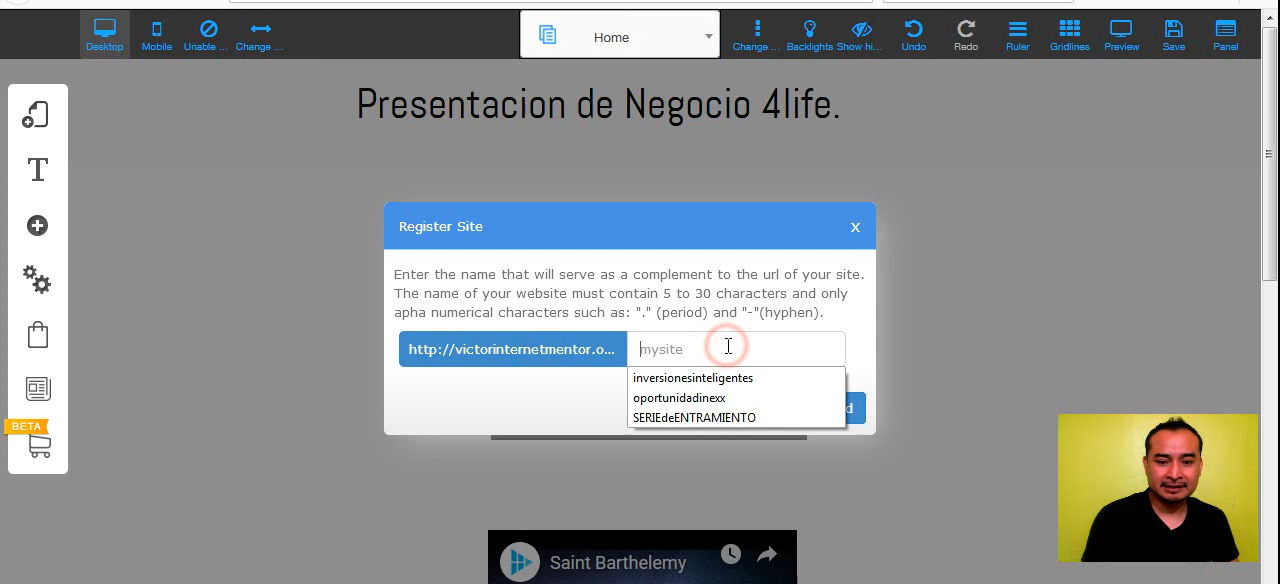 Desktop
Mobile
Unable ...
Change ...
Home
Change ...
Backlights
Show hi...
Undo
Redo
Ruler
Gridlines
Preview
Save
Panel
Presentacion de Negocio 4life.
Register Site
x
Enter the name that will serve as a complement to the url of your site.
The name of your website must contain 5 to 30 characters and only
apha numerical characters such as: "." (period) and "-"(hyphen).
http://victorinternetmentor.o...
mysite
inversionesinteligentes
oportunidadinexx
SERIEdeENTRAMIENTO
d
BETA
Saint Barthelemy